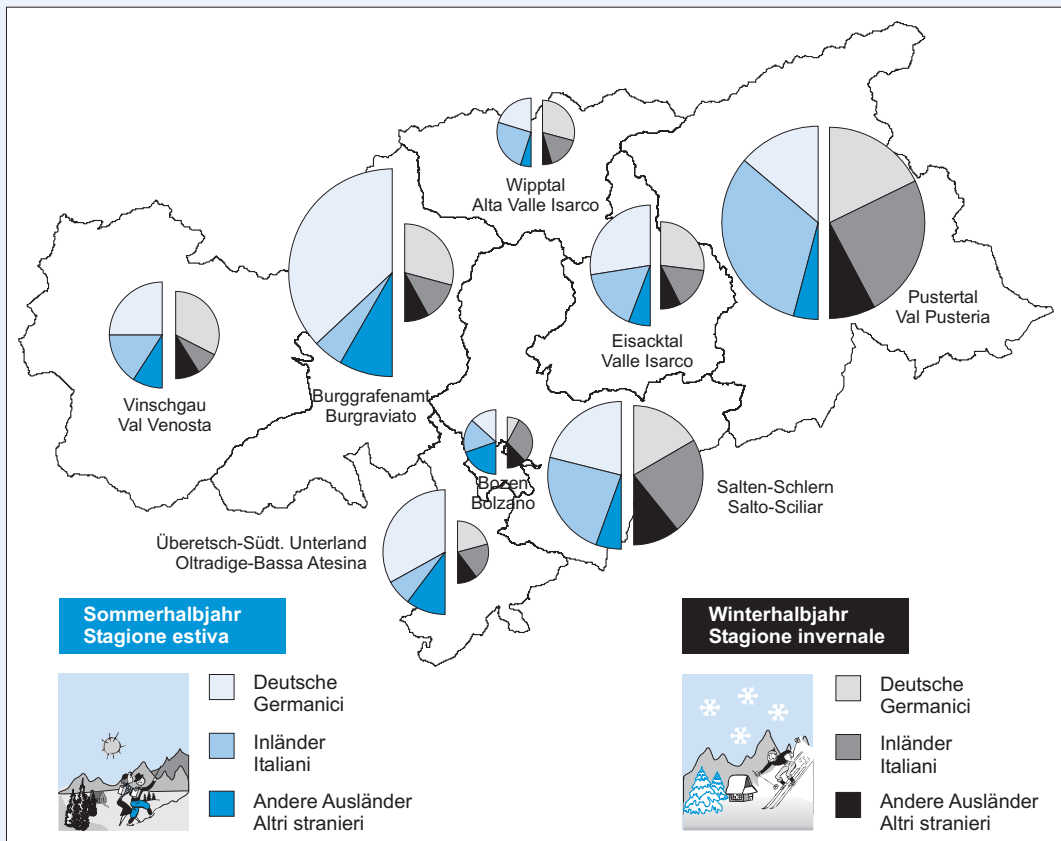 Wipptal
Alta Valle Isarco
Pustertal
Val Pusteria
Eisacktal
Valle Isarco
Vinschgau
Val Venosta
Burggrafenamt
Burgraviato
Bozen
Bolzano
Salten-Schlern
Salto-Sciliar
Überetsch-Südt. Unterland
Oltradige-Bassa Atesina
Sommerhalbjahr
Stagione estiva
Deutsche
Germanici
Inländer
Italiani
Andere Ausländer
Altri stranieri
Winterhalbjahr
Stagione invernale
Deutsche
Germanici
Inländer
Italiani
Andere Ausländer
Altri stranieri